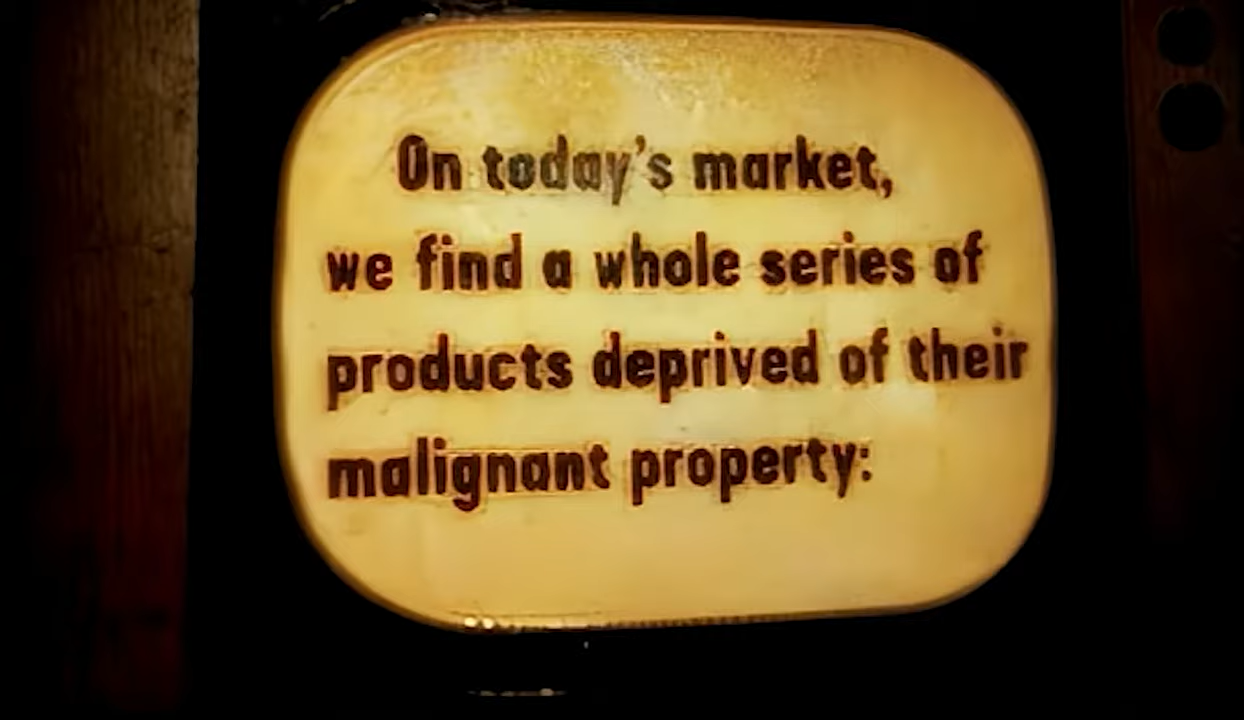 On today's market,
we find a whole series of
products deprived of their
malignant property: